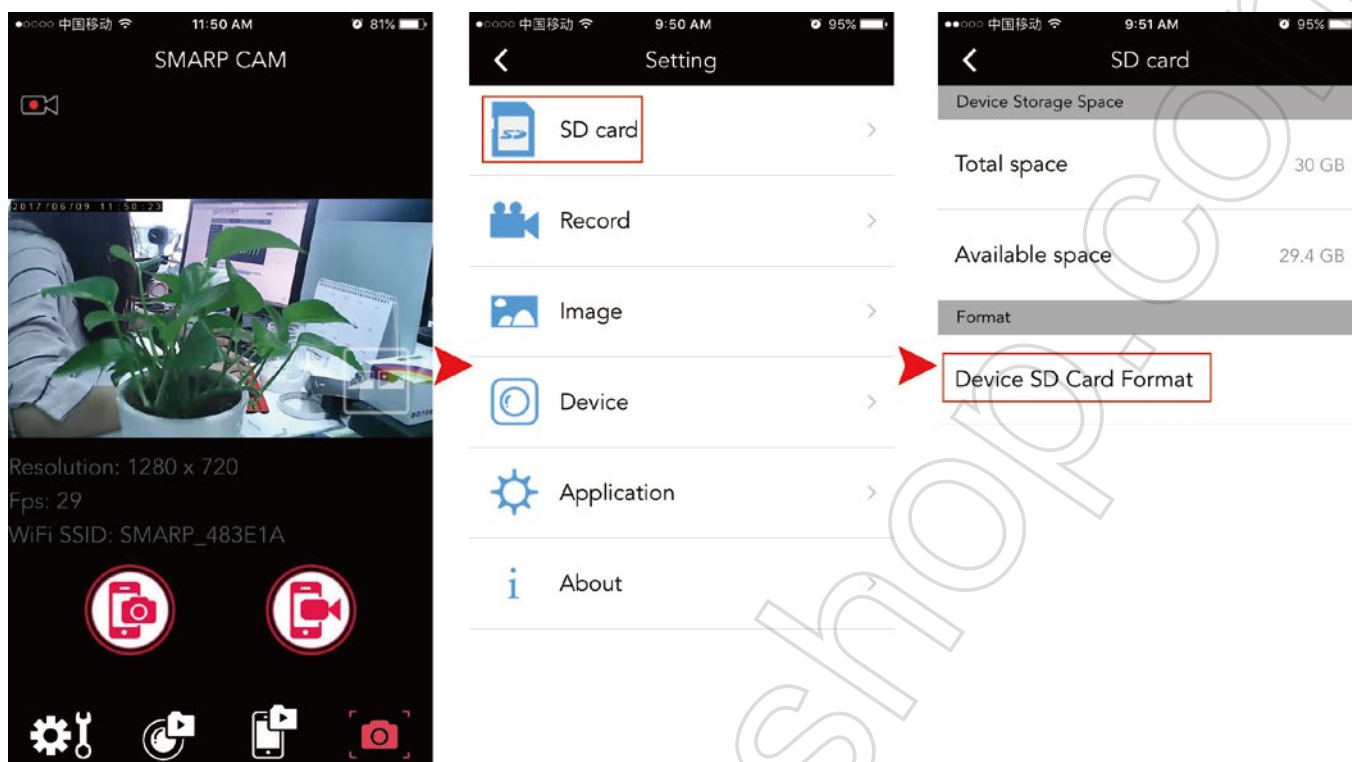 中国移动 11:50 AM 81%
SMARP CAM
2017/06/09 11:50:23
Resolution: 1280 x 720
Fps: 29
WiFi SSID: SMARP_483E1A
中国移动 9:50 AM 95%
Setting
SD card
Record
Image
Device
Application
About
中国移动 9:51 AM 95%
SD card
Device Storage Space
Total space 30 GB
Available space 29.4 GB
Format
Device SD Card Format
shop.com